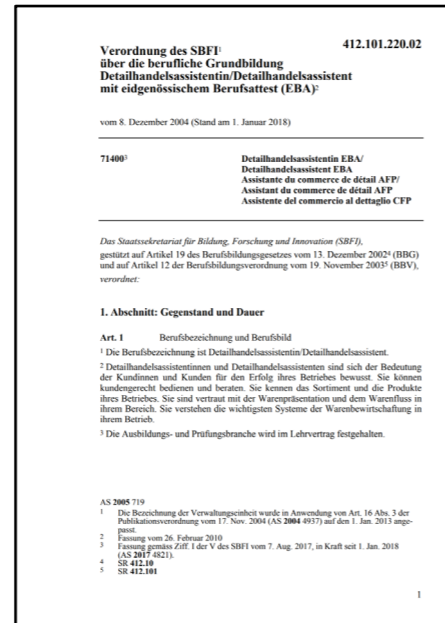 412.101.220.02
Verordnung des SBFI1
über die berufliche Grundbildung
Detailhandelsassistentin/Detailhandelsassistent
mit eidgenössischem Berufsattest (EBA)2
vom 8. Dezember 2004 (Stand am 1. Januar 2018)
714003
Detailhandelsassistentin EBA/
Detailhandelsassistent EBA
Assistante du commerce de détail AFP/
Assistant du commerce de détail AFP
Assistente del commercio al dettaglio CFP
Das Staatssekretariat für Bildung, Forschung und Innovation (SBFI),
gestützt auf Artikel 19 des Berufsbildungsgesetzes vom 13. Dezember 20024 (BBG)
und auf Artikel 12 der Berufsbildungsverordnung vom 19. November 20035 (BBV),
verordnet:
1. Abschnitt: Gegenstand und Dauer
Art. 1 Berufsbezeichnung und Berufsbild
1 Die Berufsbezeichnung ist Detailhandelsassistentin/Detailhandelsassistent.
2 Detailhandelsassistentinnen und Detailhandelsassistenten sind sich der Bedeutung
der Kundinnen und Kunden für den Erfolg ihres Betriebes bewusst. Sie können
kundengerecht bedienen und beraten. Sie kennen das Sortiment und die Produkte
ihres Betriebes. Sie sind vertraut mit der Warenpräsentation und dem Warenfluss in
ihrem Bereich. Sie verstehen die wichtigsten Systeme der Warenbewirtschaftung in
ihrem Betrieb.
3 Die Ausbildungs- und Prüfungsbranche wird im Lehrvertrag festgehalten.
AS 2005 719
1 Die Bezeichnung der Verwaltungseinheit wurde in Anwendung von Art. 16 Abs. 3 der
Publikationsverordnung vom 17. Nov. 2004 (AS 2004 4937) auf den 1. Jan. 2013 ange-
passt.
2 Fassung vom 26. Februar 2010
3 Fassung gemäss Ziff. I der V des SBFI vom 7. Aug. 2017, in Kraft seit 1. Jan. 2018
(AS 2017 4821).
4 SR 412.10
5 SR 412.101
1